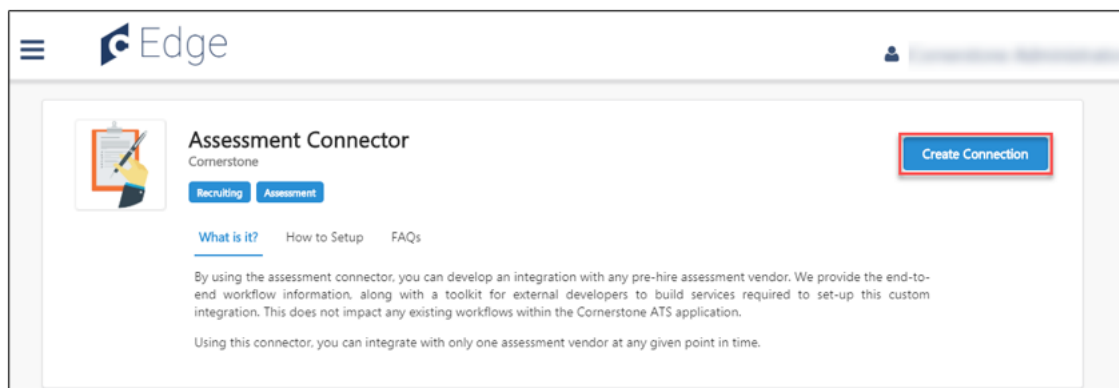 Edge
Assessment Connector
Cornerstone
Create Connection
Recruiting Assessment
What is it? How to Setup FAQs
By using the assessment connector, you can develop an integration with any pre-hire assessment vendor. We provide the end-to-
end workflow information, along with a toolkit for external developers to build services required to set-up this custom
integration. This does not impact any existing workflows within the Cornerstone ATS application.
Using this connector, you can integrate with only one assessment vendor at any given point in time.